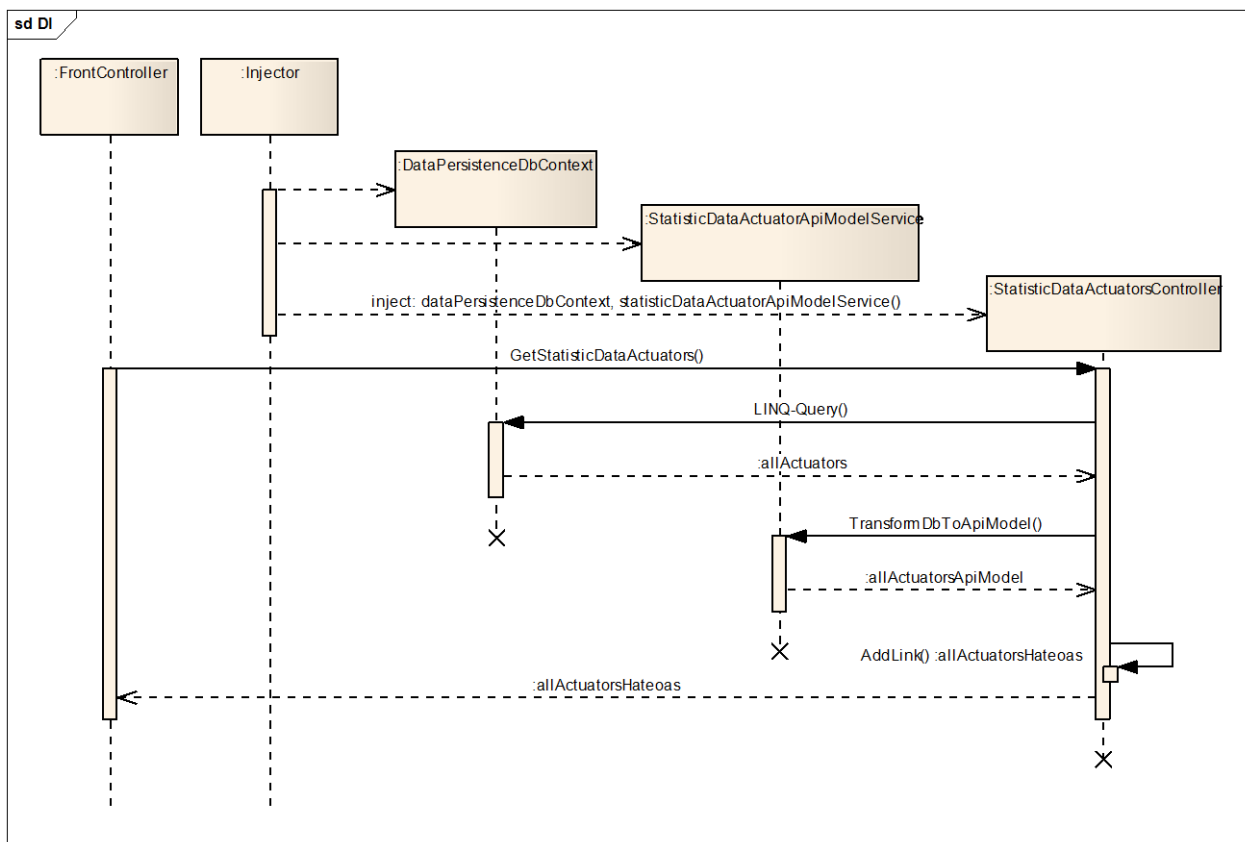 sd DI
:FrontController
:Injector
:DataPersistenceDbContext
:StatisticDataActuatorApiModelService
:StatisticDataActuatorsController
inject: dataPersistenceDbContext, statisticDataActuatorApiModelService()
GetStatisticDataActuators()
LINQ-Query()
:allActuators
TransformDbToApiModel()
:allActuatorsApiModel
AddLink() :allActuatorsHateoas
:allActuatorsHateoas